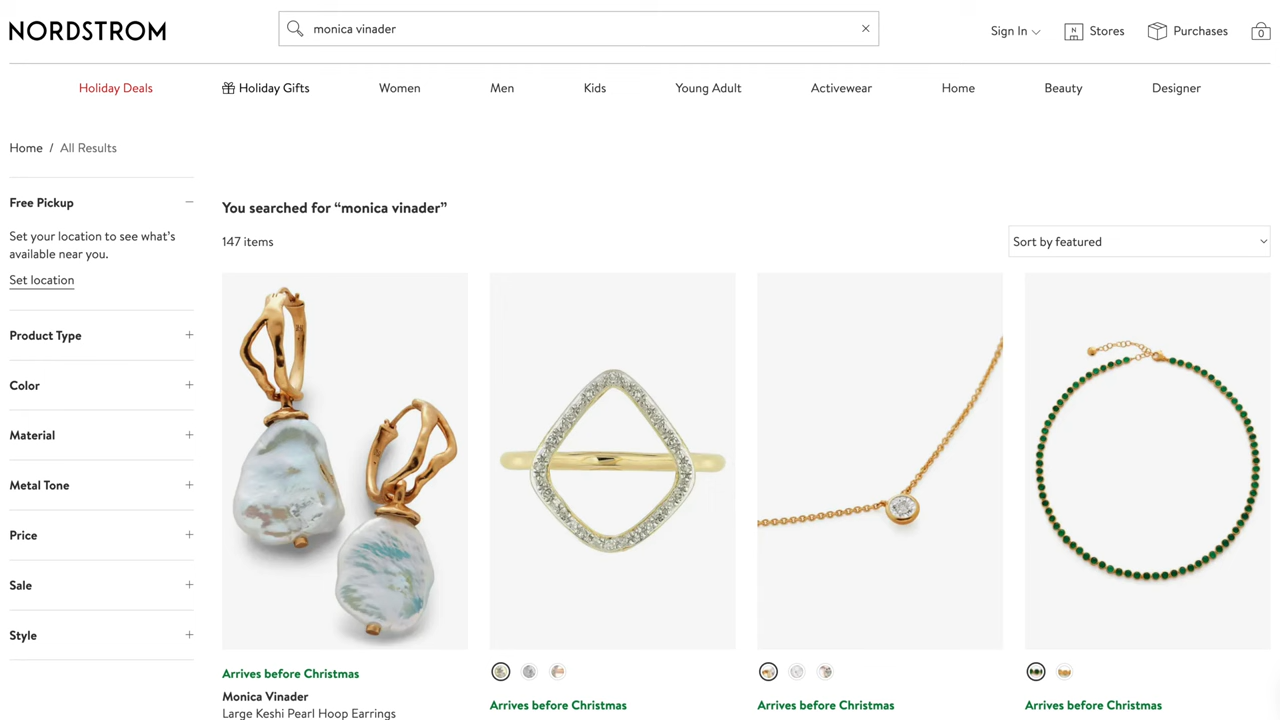 NORDSTROM
monica vinader
Sign In
Stores
Purchases
0
Holiday Deals
Holiday Gifts
Women
Men
Kids
Young Adult
Activewear
Home
Beauty
Designer
Home / All Results
Free Pickup
Set your location to see what's
available near you.
Set location
Product Type
Color
Material
Metal Tone
Price
Sale
Style
You searched for “monica vinader”
147 items
Sort by featured
Arrives before Christmas
Monica Vinader
Large Keshi Pearl Hoop Earrings
Arrives before Christmas
Arrives before Christmas
Arrives before Christmas